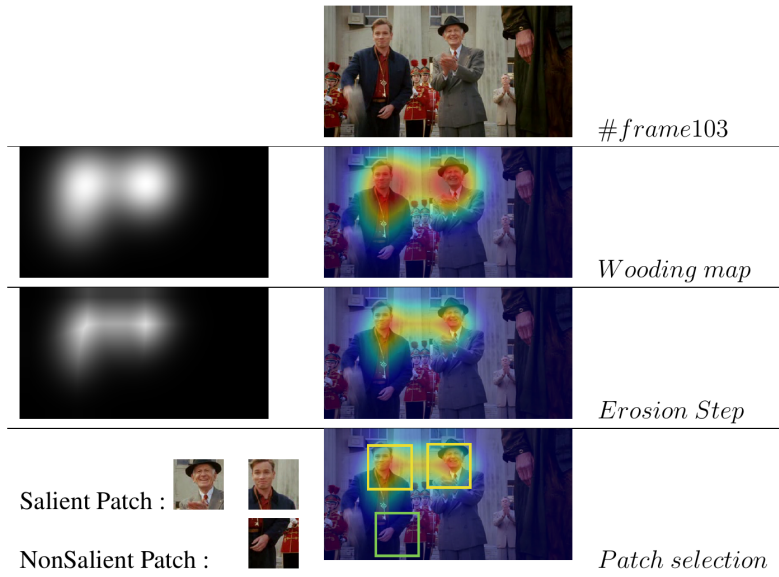 #frame103
Wooding map
Erosion Step
Salient Patch :
NonSalient Patch :
Patch selection